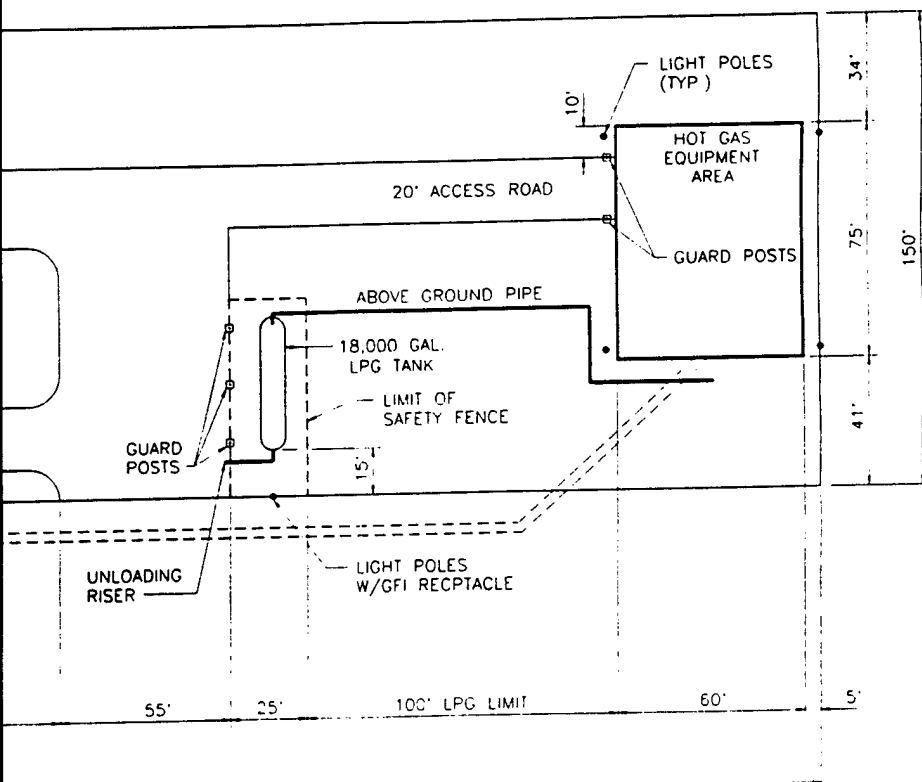 LIGHT POLES
(TYP )
34'
10'
HOT GAS
EQUIPMENT
AREA
20' ACCESS ROAD
GUARD POSTS
75'
150'
ABOVE GROUND PIPE
18,000 GAL.
LPG TANK
LIMIT OF
SAFETY FENCE
41'
GUARD
POSTS
15'
UNLOADING
RISER
LIGHT POLES
W/GFI RECPTACLE
55'
25'
100' LPG LIMIT
60'
5'